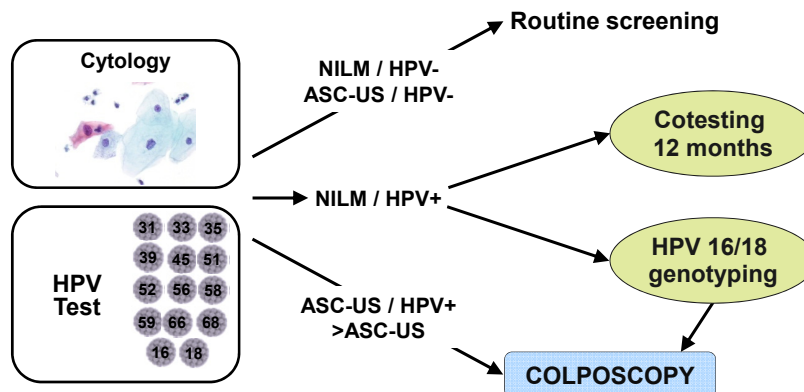 Routine screening
Cytology
NILM / HPV-
ASC-US / HPV-
Cotesting
12 months
NILM / HPV+
31 33 35
39 45 51
HPV
Test
52 56 58
59 66 68
16 18
HPV 16/18
genotyping
ASC-US / HPV+
>ASC-US
COLPOSCOPY